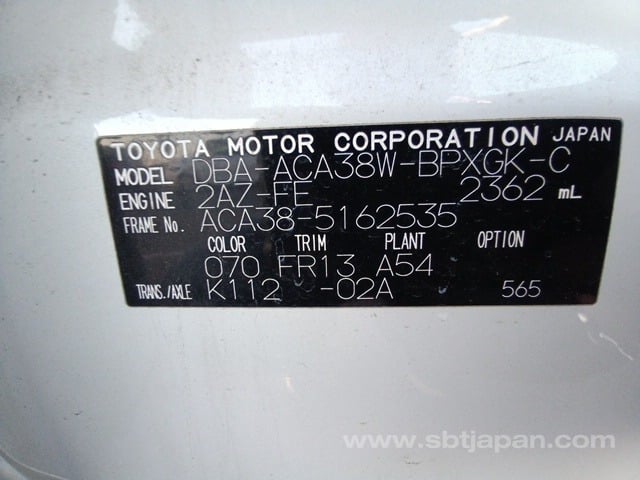 TOYOTA MOTOR CORPORATION JAPAN
MODEL DBA-ACA38W-BPXGK-C
ENGINE 2AZ-FE 2362 mL
FRAME No. ACA38-5162535
COLOR TRIM PLANT OPTION
070 FR13 A54
TRANS./AXLE K112 -02A 565
www.sbtjapan.com